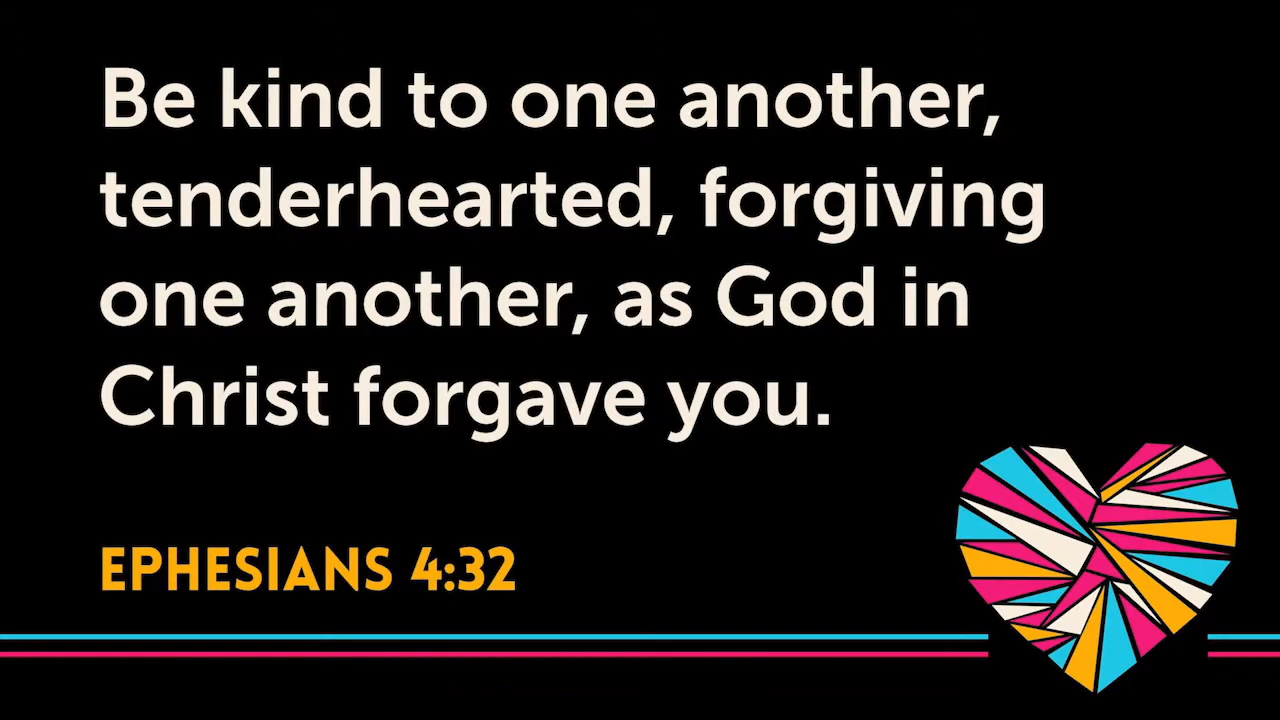 Be kind to one another,
tenderhearted, forgiving
one another, as God in
Christ forgave you.
EPHESIANS 4:32